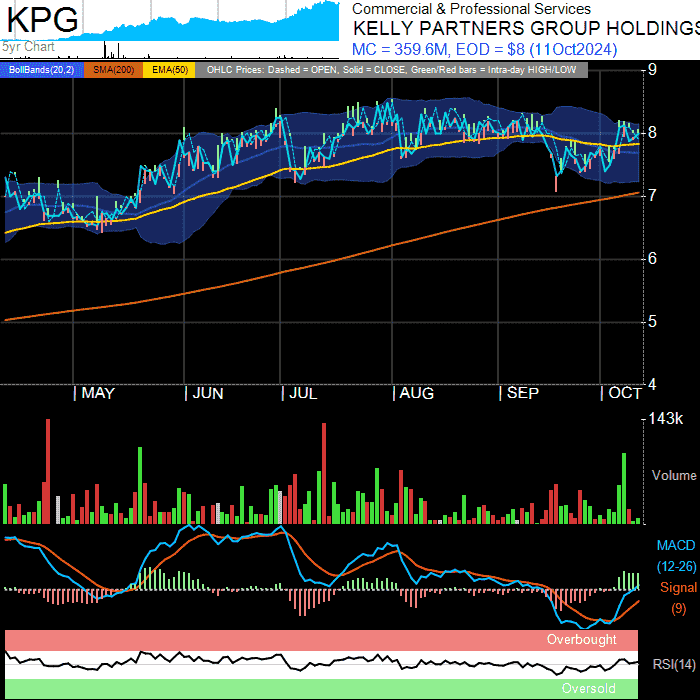 KPG
5yr Chart
Commercial & Professional Services
KELLY PARTNERS GROUP HOLDINGS
MC = 359.6M, EOD = $8 (11Oct2024)
BollBands(20,2) SMA(200) EMA(50) OHLC Prices: Dashed = OPEN, Solid = CLOSE, Green/Red bars = Intra-day HIGH/LOW
9
8
7
6
5
4
MAY JUN JUL AUG SEP OCT
143k
Volume
MACD
(12-26)
Signal
(9)
Overbought
RSI(14)
Oversold